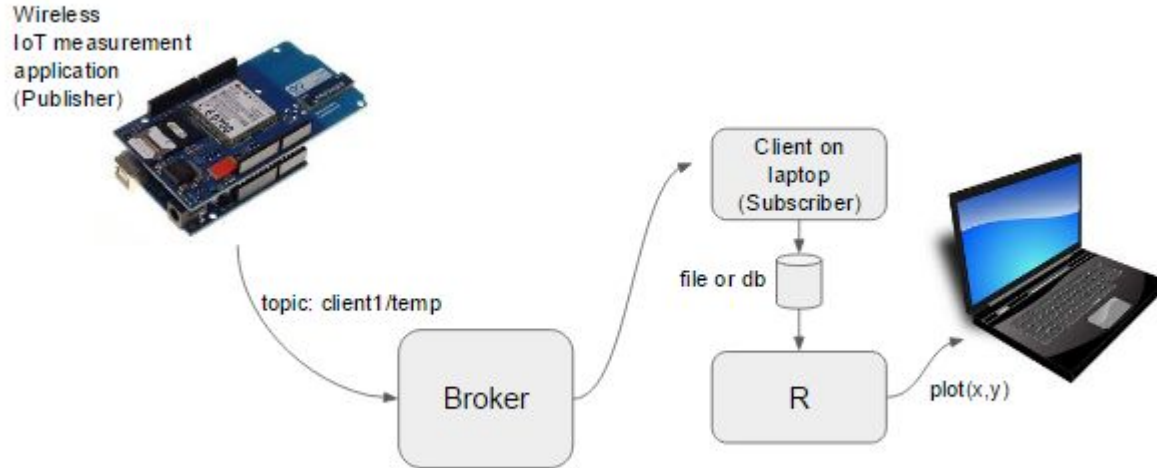 Wireless
IoT measurement
application
(Publisher)
topic: client1/temp
Broker
Client on
laptop
(Subscriber)
file or db
R
plot(x,y)